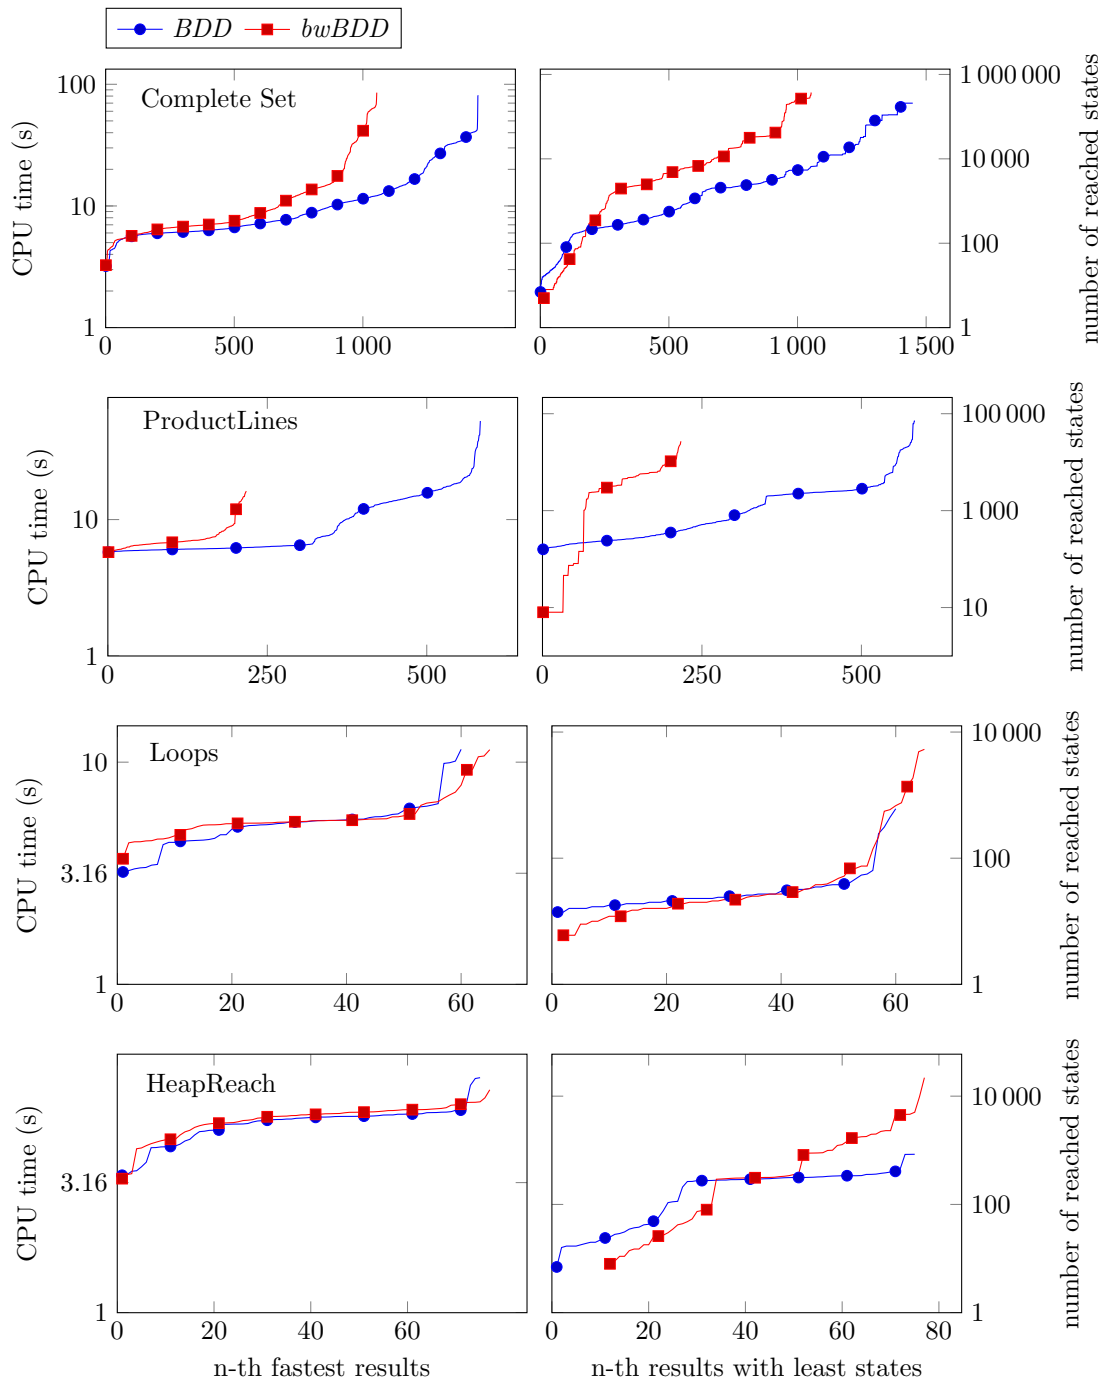 BDD bwBDD
Complete Set
100
10
1
CPU time (s)
0 500 1 000
1 000 000
10 000
100
1
number of reached states
0 500 1 000 1 500
ProductLines
10
1
CPU time (s)
0 250 500
100 000
1 000
10
number of reached states
0 250 500
Loops
10
3.16
1
CPU time (s)
0 20 40 60
10 000
100
1
number of reached states
0 20 40 60
HeapReach
3.16
1
CPU time (s)
0 20 40 60
n-th fastest results
10 000
100
1
number of reached states
0 20 40 60 80
n-th results with least states